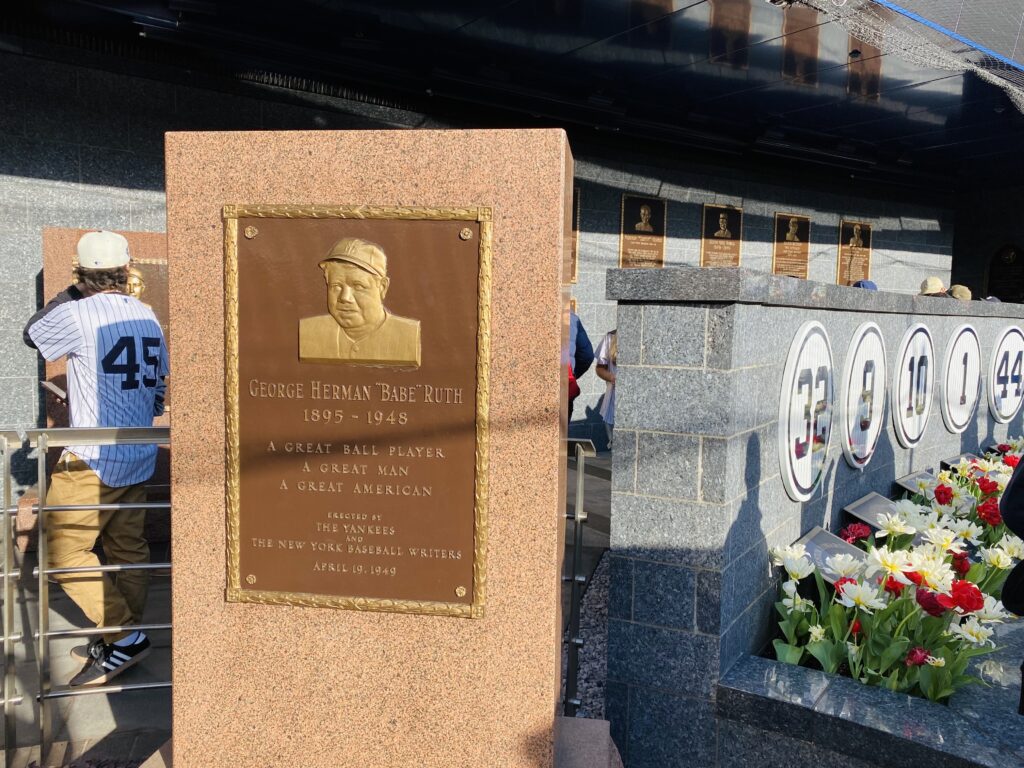 GEORGE HERMAN "BABE" RUTH
1895 - 1948
A GREAT BALL PLAYER
A GREAT MAN
A GREAT AMERICAN
ERECTED BY
THE YANKEES
AND
THE NEW YORK BASEBALL WRITERS
APRIL 19, 1949
45
32
9
10
1
44